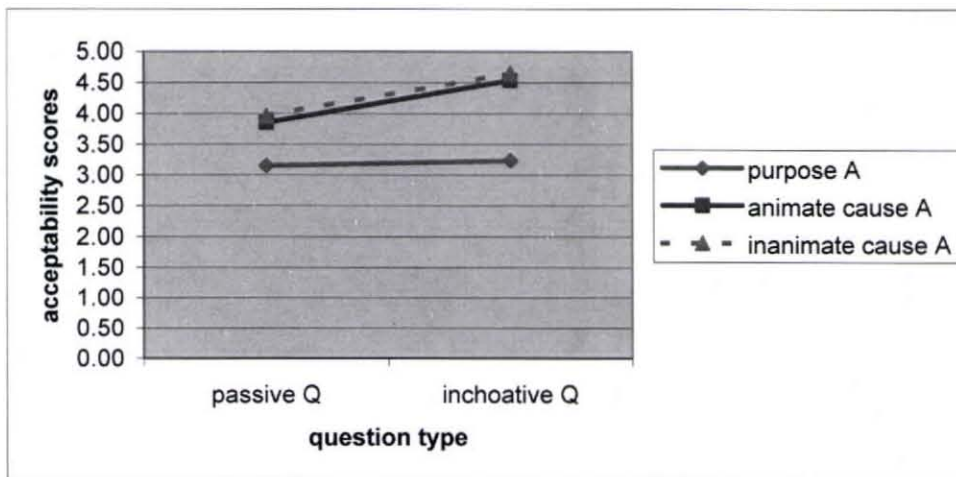 5.00
4.50
4.00
3.50
3.00
2.50
2.00
1.50
1.00
0.50
0.00
acceptability scores
passive Q
inchoative Q
question type
purpose A
animate cause A
inanimate cause A